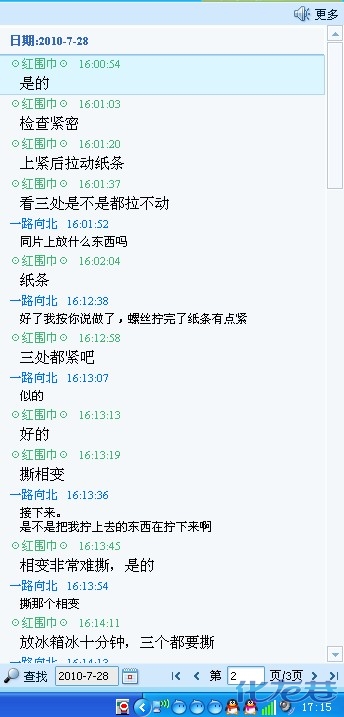 更多
日期:2010-7-28
⊙红围巾⊙ 16:00:54
是的
⊙红围巾⊙ 16:01:03
检查紧密
⊙红围巾⊙ 16:01:20
上紧后拉动纸条
⊙红围巾⊙ 16:01:37
看三处是不是都拉不动
一路向北 16:01:52
同片上放什么东西吗
⊙红围巾⊙ 16:02:04
纸条
一路向北 16:12:38
好了我按你说做了，螺丝拧完了纸条有点紧
⊙红围巾⊙ 16:12:58
三处都紧吧
一路向北 16:13:07
似的
⊙红围巾⊙ 16:13:13
好的
⊙红围巾⊙ 16:13:19
撕相变
一路向北 16:13:36
接下来。
是不是把我拧上去的东西在拧下来啊
⊙红围巾⊙ 16:13:45
相变非常难撕，是的
一路向北 16:13:54
撕那个相变
⊙红围巾⊙ 16:14:11
放冰箱冰十分钟，三个都要撕
一路向北 16:14:13
查找 2010-7-28 第 2 页/3页
化龙巷
17:15